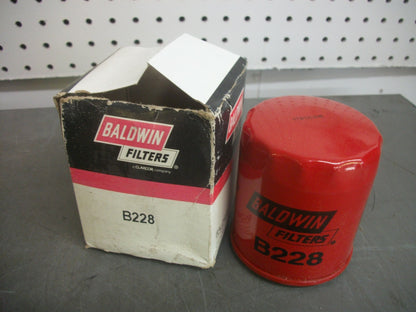 BALDWIN
FILTERS®
a CLARCOR company
B228
BALDWIN
FILTERS®
B228